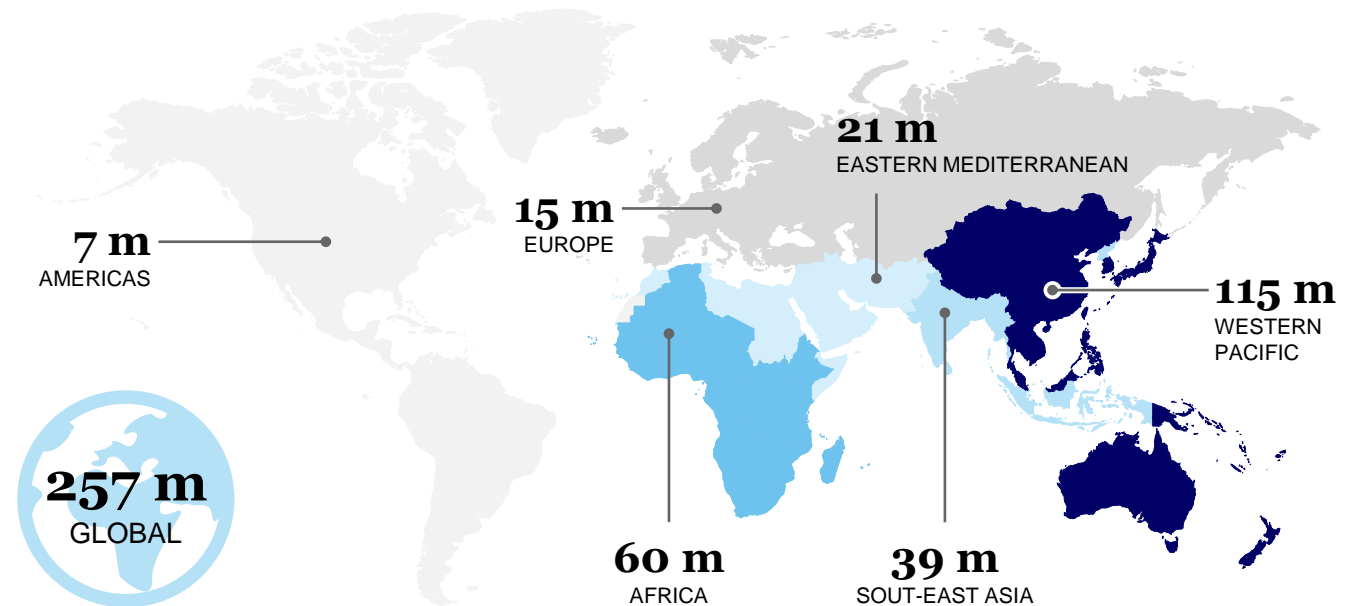 21 m
EASTERN MEDITERRANEAN
15 m
EUROPE
7 m
AMERICAS
115 m
WESTERN
PACIFIC
257 m
GLOBAL
60 m
AFRICA
39 m
SOUT-EAST ASIA